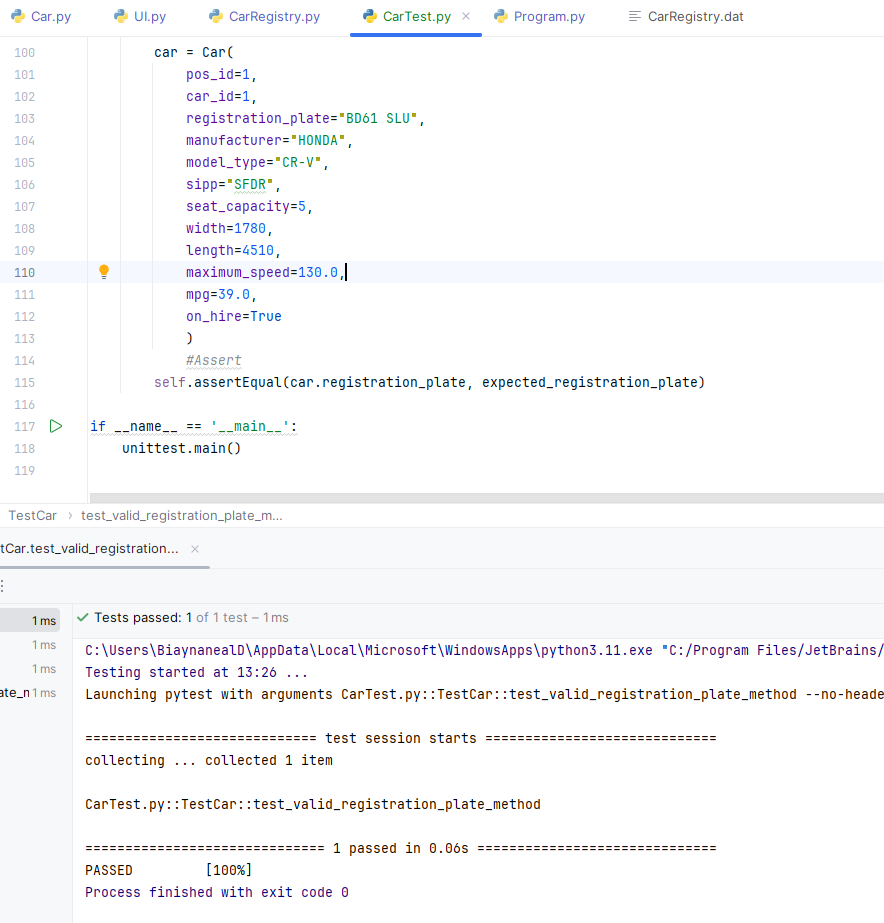 Car.py UI.py CarRegistry.py CarTest.py × Program.py CarRegistry.dat
100 car = Car(
101 pos_id=1,
102 car_id=1,
103 registration_plate="BD61 SLU",
104 manufacturer="HONDA",
105 model_type="CR-V",
106 sipp="SFDR",
107 seat_capacity=5,
108 width=1780,
109 length=4510,
110 maximum_speed=130.0,
111 mpg=39.0,
112 on_hire=True
113 )
114 #Assert
115 self.assertEqual(car.registration_plate, expected_registration_plate)
116
117 if __name__ == '__main__':
118 unittest.main()
119
TestCar › test_valid_registration_plate_m...
tCar.test_valid_registration... ×
1 ms
1 ms
1 ms
ate_n 1 ms
Tests passed: 1 of 1 test – 1 ms
C:\Users\BiaynanealD\AppData\Local\Microsoft\WindowsApps\python3.11.exe "C:/Program Files/JetBrains/
Testing started at 13:26 ...
Launching pytest with arguments CarTest.py::TestCar::test_valid_registration_plate_method --no-heade
============================= test session starts =============================
collecting ... collected 1 item
CarTest.py::TestCar::test_valid_registration_plate_method
============================== 1 passed in 0.06s ==============================
PASSED [100%]
Process finished with exit code 0